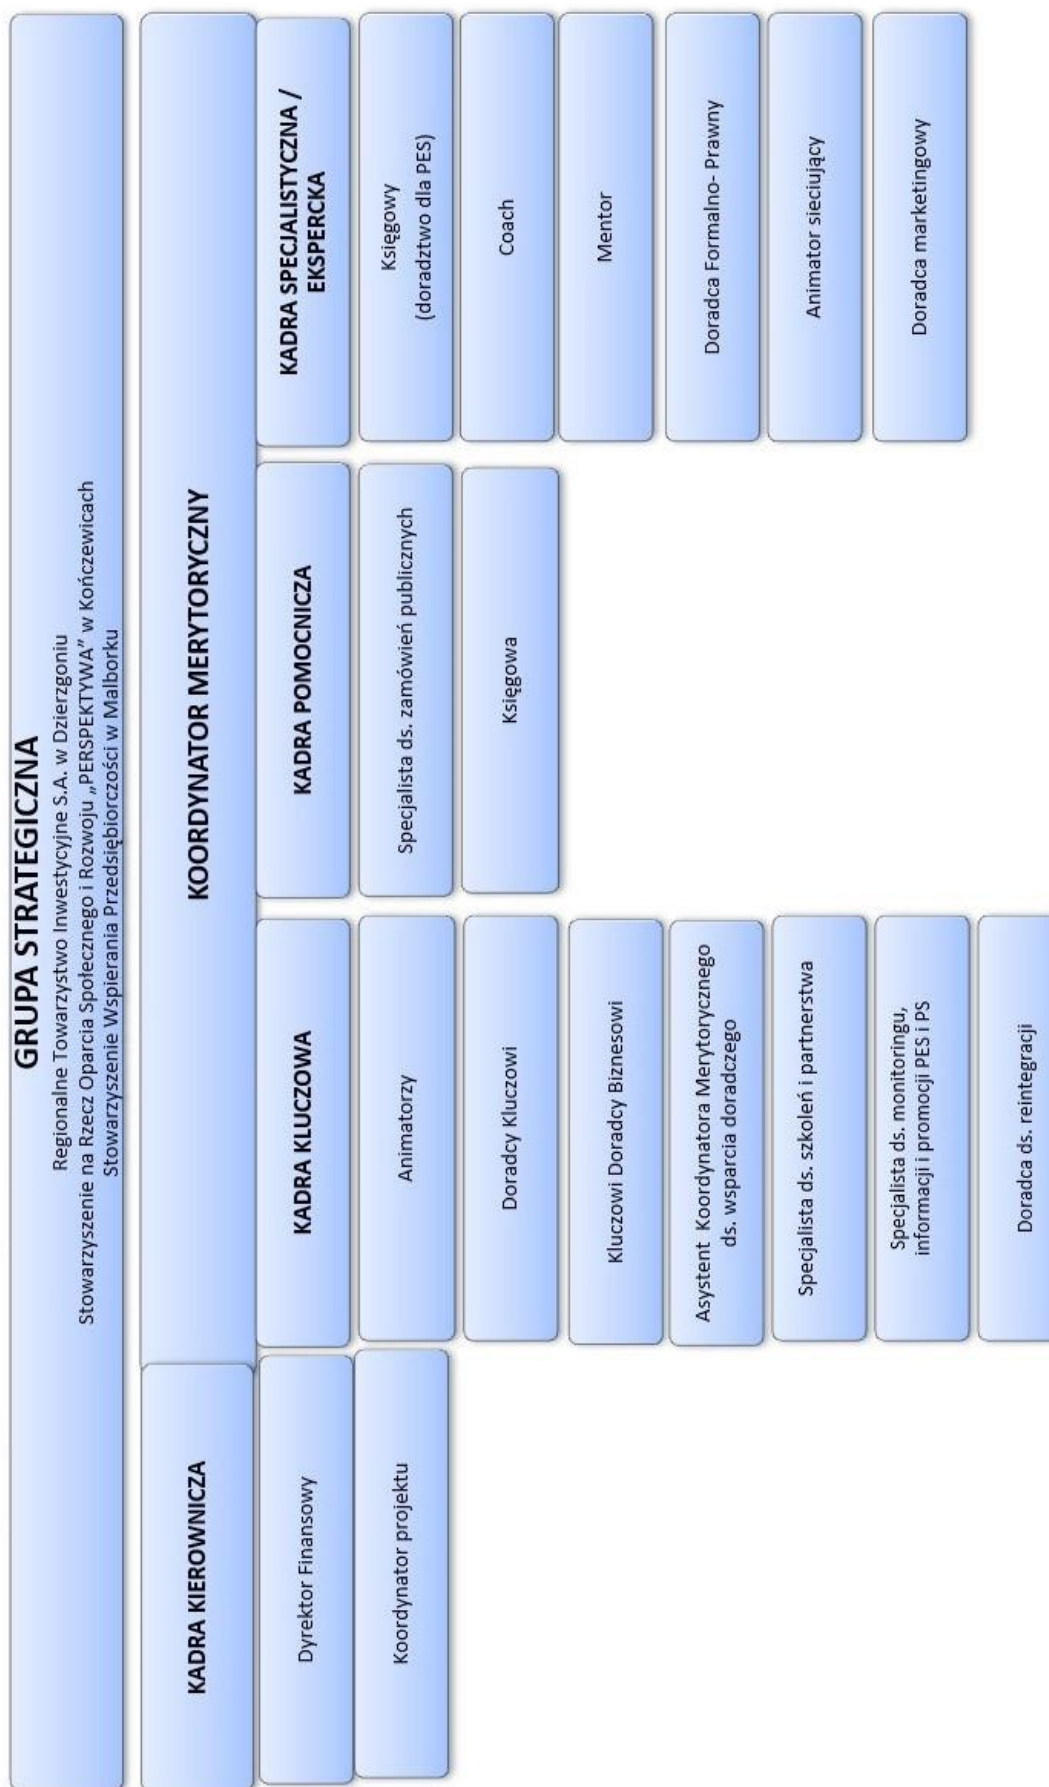 GRUPA STRATEGICZNA
Regionalne Towarzystwo Inwestycyjne S.A. w Dzierzgoniu
Stowarzyszenie na Rzecz Oparcia Społecznego i Rozwoju „PERSPEKTYWA” w Kończewicach
Stowarzyszenie Wspierania Przedsiębiorczości w Malborku
KADRA KIEROWNICZA
Dyrektor Finansowy
Koordynator projektu
KOORDYNATOR MERYTORYCZNY
KADRA KLUCZOWA
Animatorzy
Doradcy Kluczowi
Kluczowi Doradcy Biznesowi
Asystent Koordynatora Merytorycznego
ds. wsparcia doradczego
Specjalista ds. szkoleń i partnerstwa
Specjalista ds. monitoringu,
informacji i promocji PES i PS
Doradca ds. reintegracji
KADRA POMOCNICZA
Specjalista ds. zamówień publicznych
Księgowa
KADRA SPECJALISTYCZNA /
EKSPERCKA
Księgowy
(doradztwo dla PES)
Coach
Mentor
Doradca Formalno- Prawny
Animator sieciujący
Doradca marketingowy